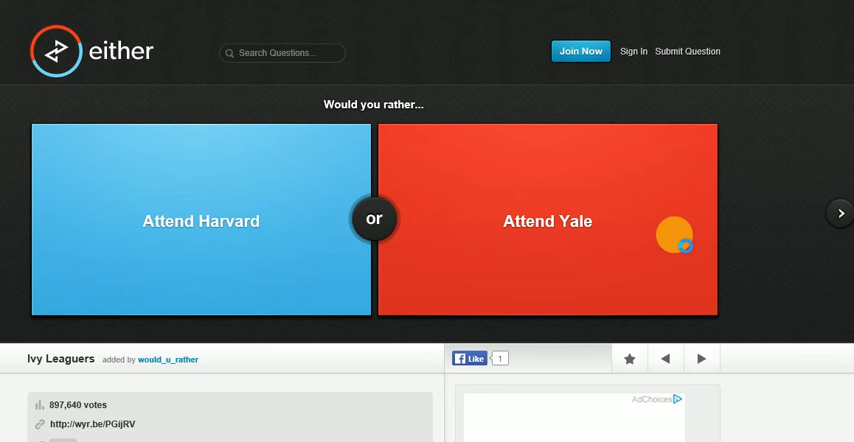 either
Search Questions...
Join Now
Sign In
Submit Question
Would you rather...
Attend Harvard
or
Attend Yale
Ivy Leaguers added by would_u_rather
Like 1
897,640 votes
http://wyr.be/PGijRV
AdChoices